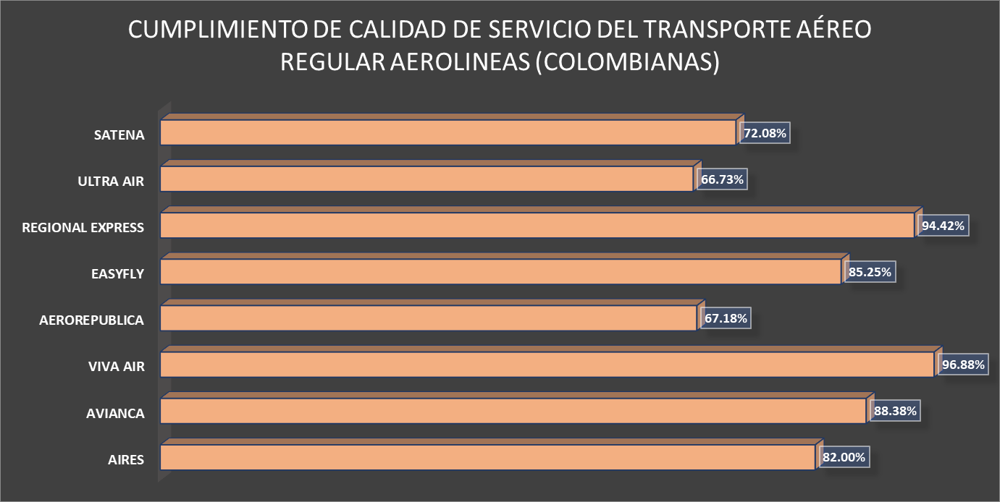 CUMPLIMIENTO DE CALIDAD DE SERVICIO DEL TRANSPORTE AÉREO
REGULAR AEROLINEAS (COLOMBIANAS)
SATENA 72.08%
ULTRA AIR 66.73%
REGIONAL EXPRESS 94.42%
EASYFLY 85.25%
AEROREPUBLICA 67.18%
VIVA AIR 96.88%
AVIANCA 88.38%
AIRES 82.00%